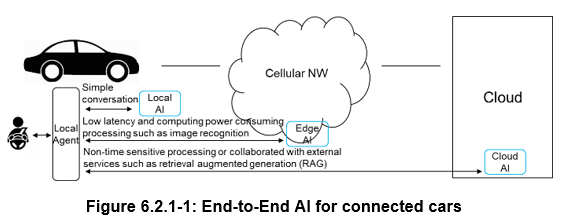 Cellular NW
Cloud
Simple
conversation
Local
AI
Low latency and computing power consuming
processing such as image recognition
Local
Agent
Edge
AI
Non-time sensitive processing or collaborated with external
services such as retrieval augmented generation (RAG)
Cloud
AI
Figure 6.2.1-1: End-to-End AI for connected cars